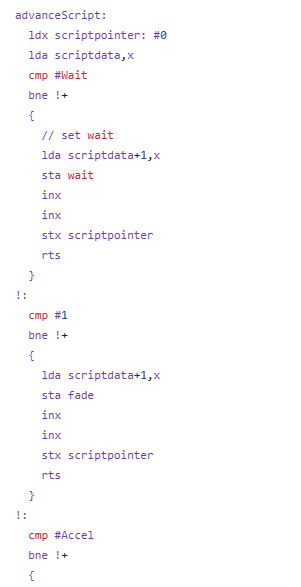 advanceScript:
  ldx scriptpointer: #0
  lda scriptdata,x
  cmp #Wait
  bne !+
  {
    // set wait
    lda scriptdata+1,x
    sta wait
    inx
    inx
    stx scriptpointer
    rts
  }
!:
  cmp #1
  bne !+
  {
    lda scriptdata+1,x
    sta fade
    inx
    inx
    stx scriptpointer
    rts
  }
!:
  cmp #Accel
  bne !+
  {